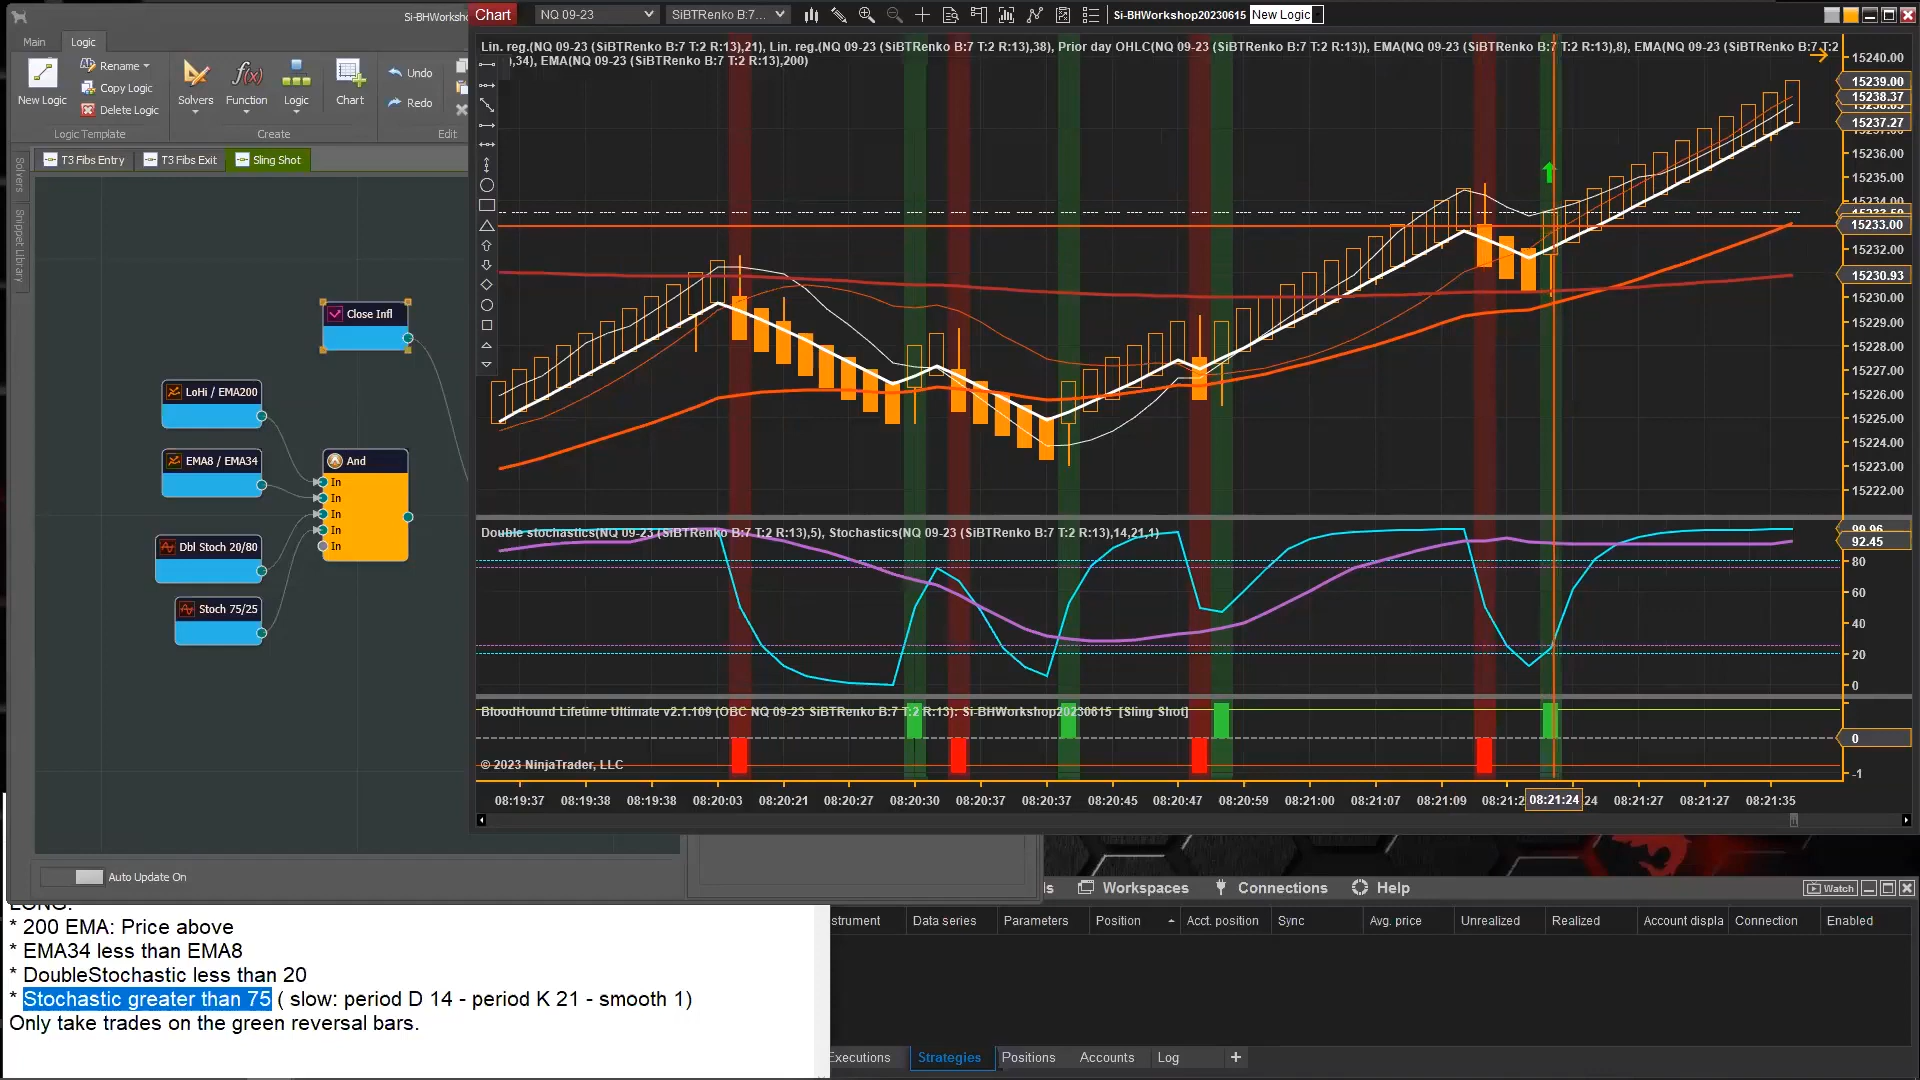 Si-BHWorksho
Main
Logic
New Logic
Rename
Copy Logic
Delete Logic
Logic Template
Solvers
Function
Logic
Chart
Create
Undo
Redo
Edit
T3 Fibs Entry
T3 Fibs Exit
Sling Shot
Solvers
Snippet Library
Close Infl
LoHi / EMA200
EMA8 / EMA34
And
In
In
In
In
In
Dbl Stoch 20/80
Stoch 75/25
Auto Update On
Chart
NQ 09-23
SiBTRenko B:7...
Si-BHWorkshop20230615
New Logic
Lin. reg.(NQ 09-23 (SiBTRenko B:7 T:2 R:13),21), Lin. reg.(NQ 09-23 (SiBTRenko B:7 T:2 R:13),38), Prior day OHLC(NQ 09-23 (SiBTRenko B:7 T:2 R:13)), EMA(NQ 09-23 (SiBTRenko B:7 T:2 R:13),8), EMA(NQ 09-23 (SiBTRenko B:7 T:2
),34), EMA(NQ 09-23 (SiBTRenko B:7 T:2 R:13),200)
15240.00
15239.00
15238.37
15237.27
15236.00
15235.00
15234.00
15233.00
15232.00
15230.93
15230.00
15229.00
15228.00
15227.00
15226.00
15225.00
15224.00
15223.00
15222.00
Double stochastics(NQ 09-23 (SiBTRenko B:7 T:2 R:13),5), Stochastics(NQ 09-23 (SiBTRenko B:7 T:2 R:13),14,21,1)
99.96
92.45
80
60
40
20
0
BloodHound Lifetime Ultimate v2.1.109 (OBC NQ 09-23 SiBTRenko B:7 T:2 R:13): Si-BHWorkshop20230615 [Sling Shot]
0
-1
© 2023 NinjaTrader, LLC
08:19:37
08:19:38
08:19:38
08:20:03
08:20:21
08:20:27
08:20:30
08:20:37
08:20:37
08:20:45
08:20:47
08:20:59
08:21:00
08:21:07
08:21:09
08:21:2
08:21:24
24
08:21:27
08:21:27
08:21:35
ls
Workspaces
Connections
Help
Watch
strument
Data series
Parameters
Position
Acct. position
Sync
Avg. price
Unrealized
Realized
Account displa
Connection
Enabled
Executions
Strategies
Positions
Accounts
Log
+
LONG:
* 200 EMA: Price above
* EMA34 less than EMA8
* DoubleStochastic less than 20
* Stochastic greater than 75 ( slow: period D 14 - period K 21 - smooth 1)
Only take trades on the green reversal bars.